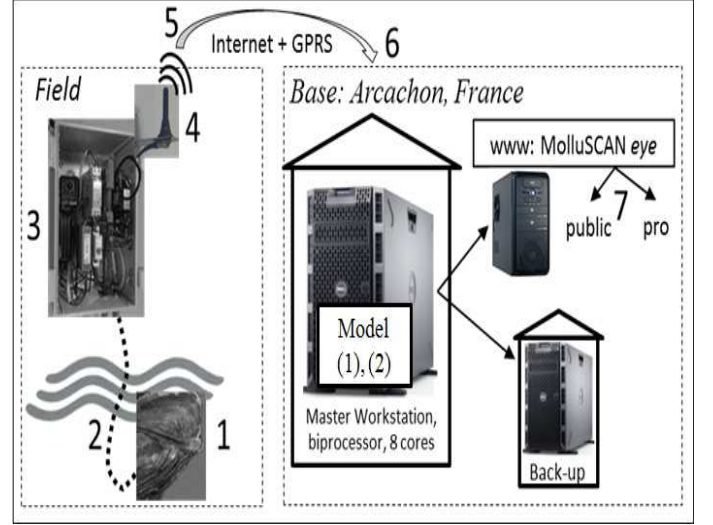 5
Internet + GPRS
6
Field
4
3
2
1
Base: Arcachon, France
www: MolluSCAN eye
public
7
pro
Model
(1), (2)
Master Workstation,
biprocessor, 8 cores
Back-up